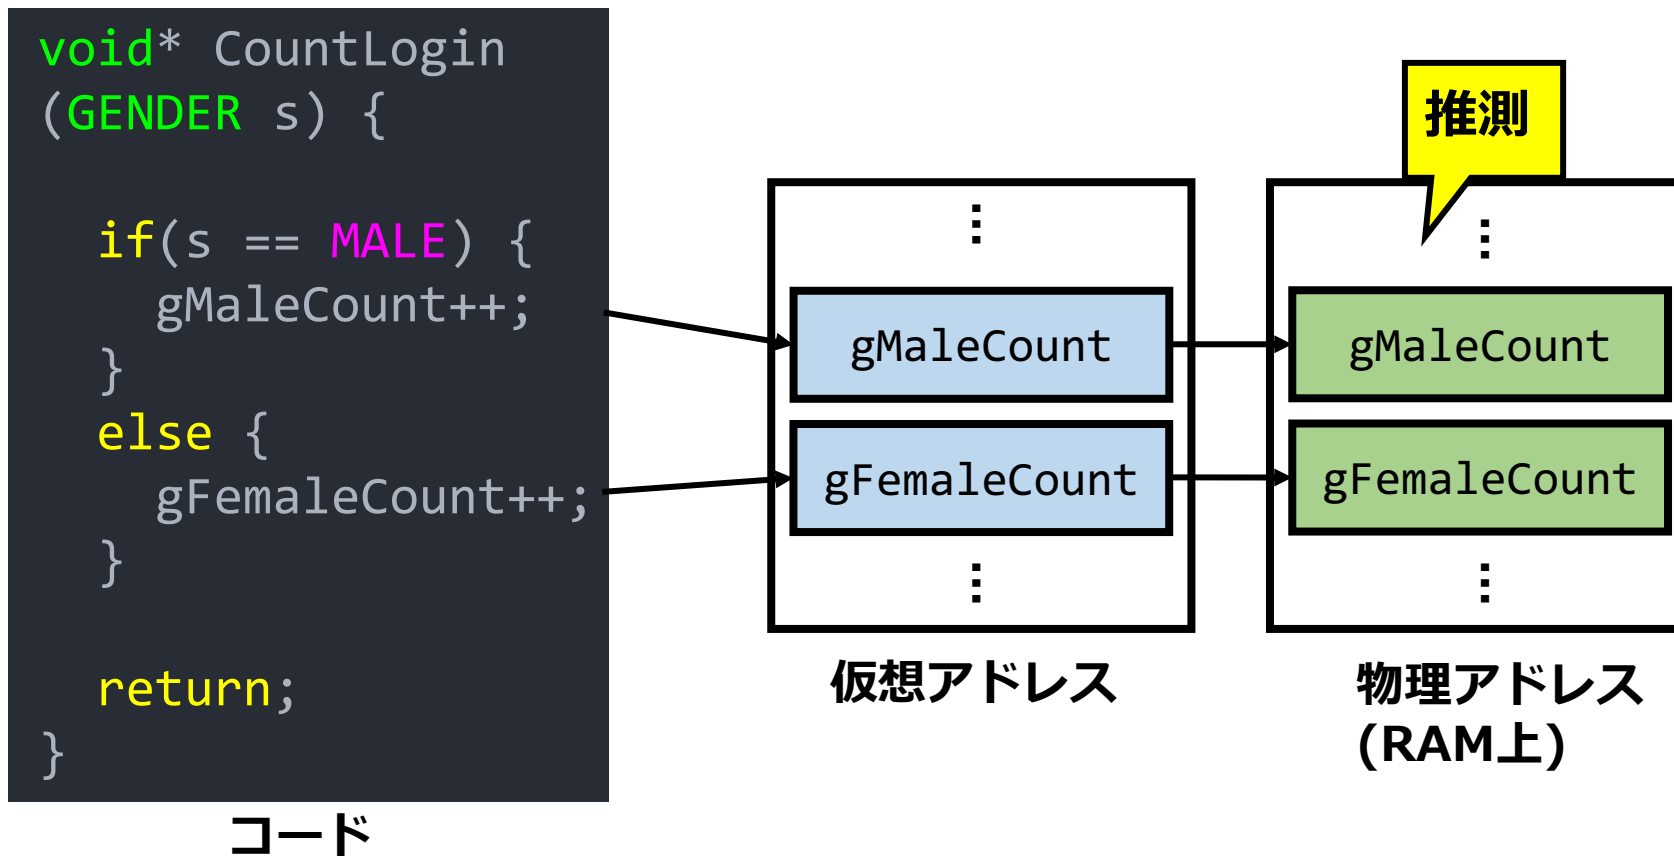 void* CountLogin
(GENDER s) {
if(s == MALE) {
gMaleCount++;
}
else {
gFemaleCount++;
}
return;
}
コード
⋮
gMaleCount
gFemaleCount
⋮
仮想アドレス
推測
⋮
gMaleCount
gFemaleCount
⋮
物理アドレス
(RAM上)